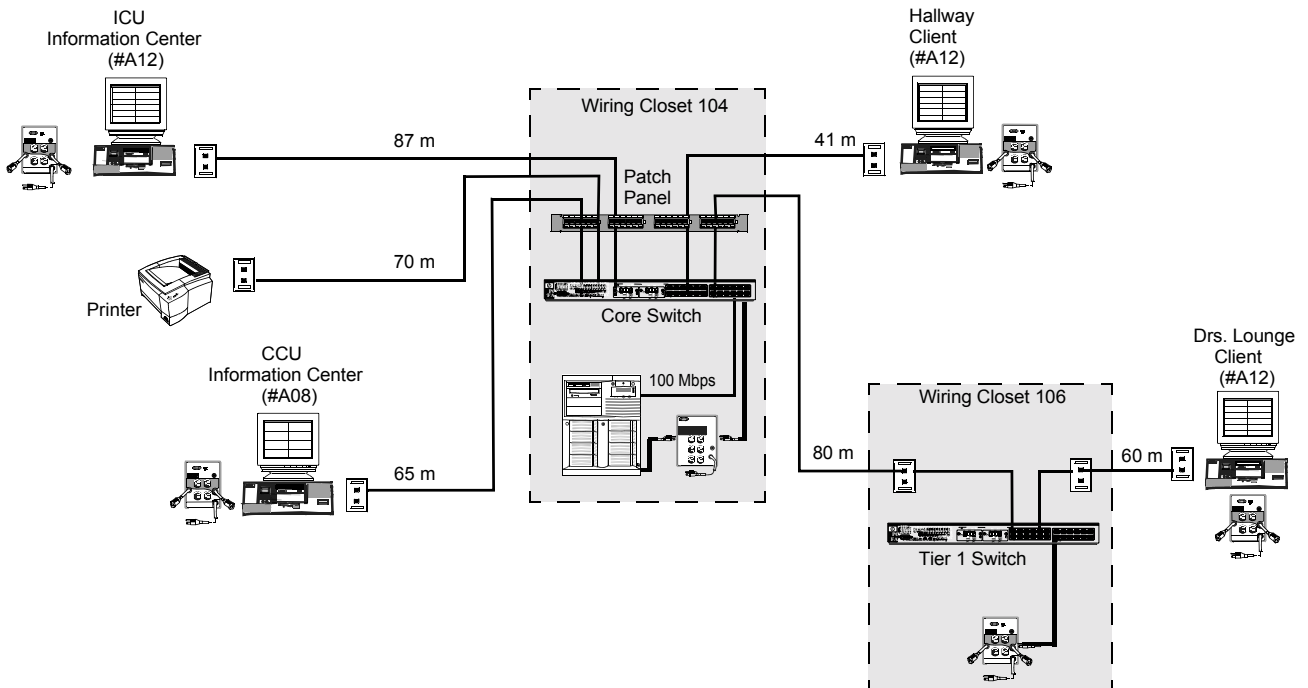 ICU
Information Center
(#A12)
Hallway
Client
(#A12)
Wiring Closet 104
87 m
41 m
Patch
Panel
70 m
Printer
Core Switch
CCU
Information Center
(#A08)
100 Mbps
Drs. Lounge
Client
(#A12)
Wiring Closet 106
65 m
80 m
60 m
Tier 1 Switch